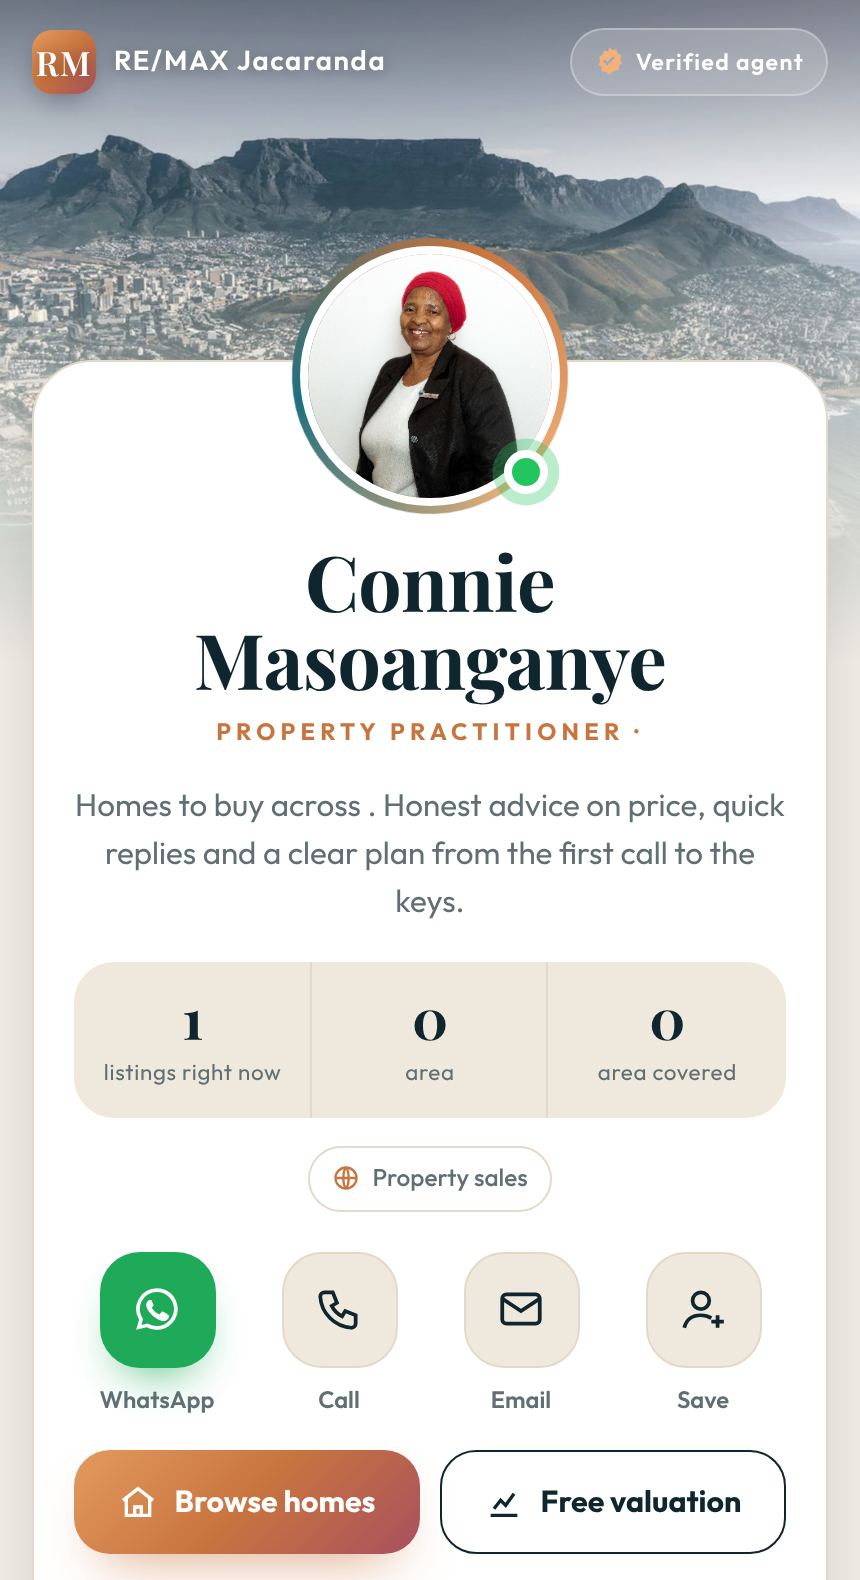 RM RE/MAX Jacaranda
Verified agent
Connie
Masoanganye
PROPERTY PRACTITIONER ·
Homes to buy across . Honest advice on price, quick
replies and a clear plan from the first call to the
keys.
1 0 0
listings right now area area covered
Property sales
WhatsApp Call Email Save
Browse homes Free valuation